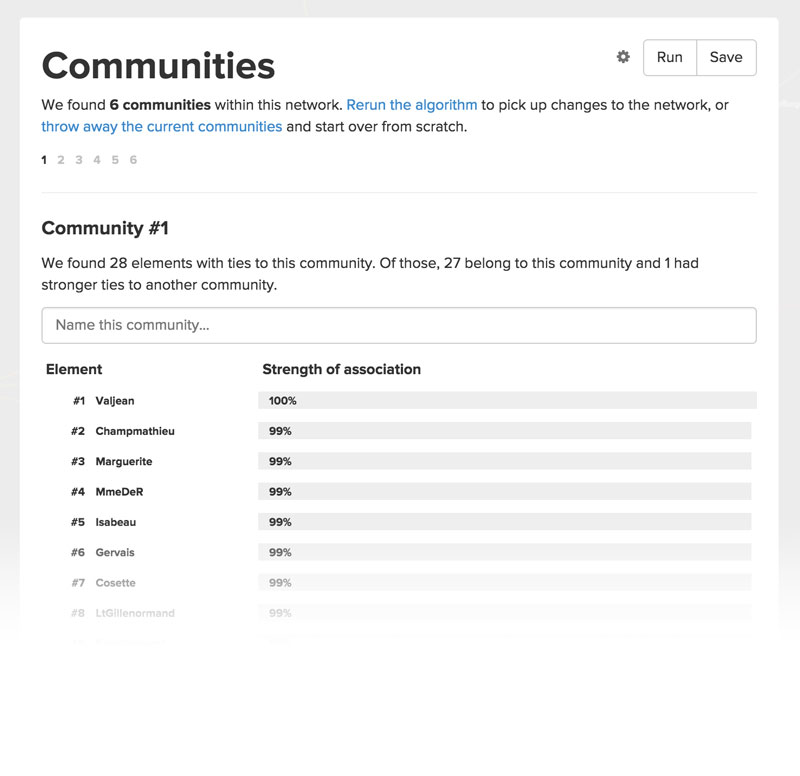 Communities
Run
Save
We found 6 communities within this network. Rerun the algorithm to pick up changes to the network, or
throw away the current communities and start over from scratch.
1 2 3 4 5 6
Community #1
We found 28 elements with ties to this community. Of those, 27 belong to this community and 1 had
stronger ties to another community.
Name this community...
Element Strength of association
#1 Valjean 100%
#2 Champmathieu 99%
#3 Marguerite 99%
#4 MmeDeR 99%
#5 Isabeau 99%
#6 Gervais 99%
#7 Cosette 99%
#8 LtGillenormand 99%